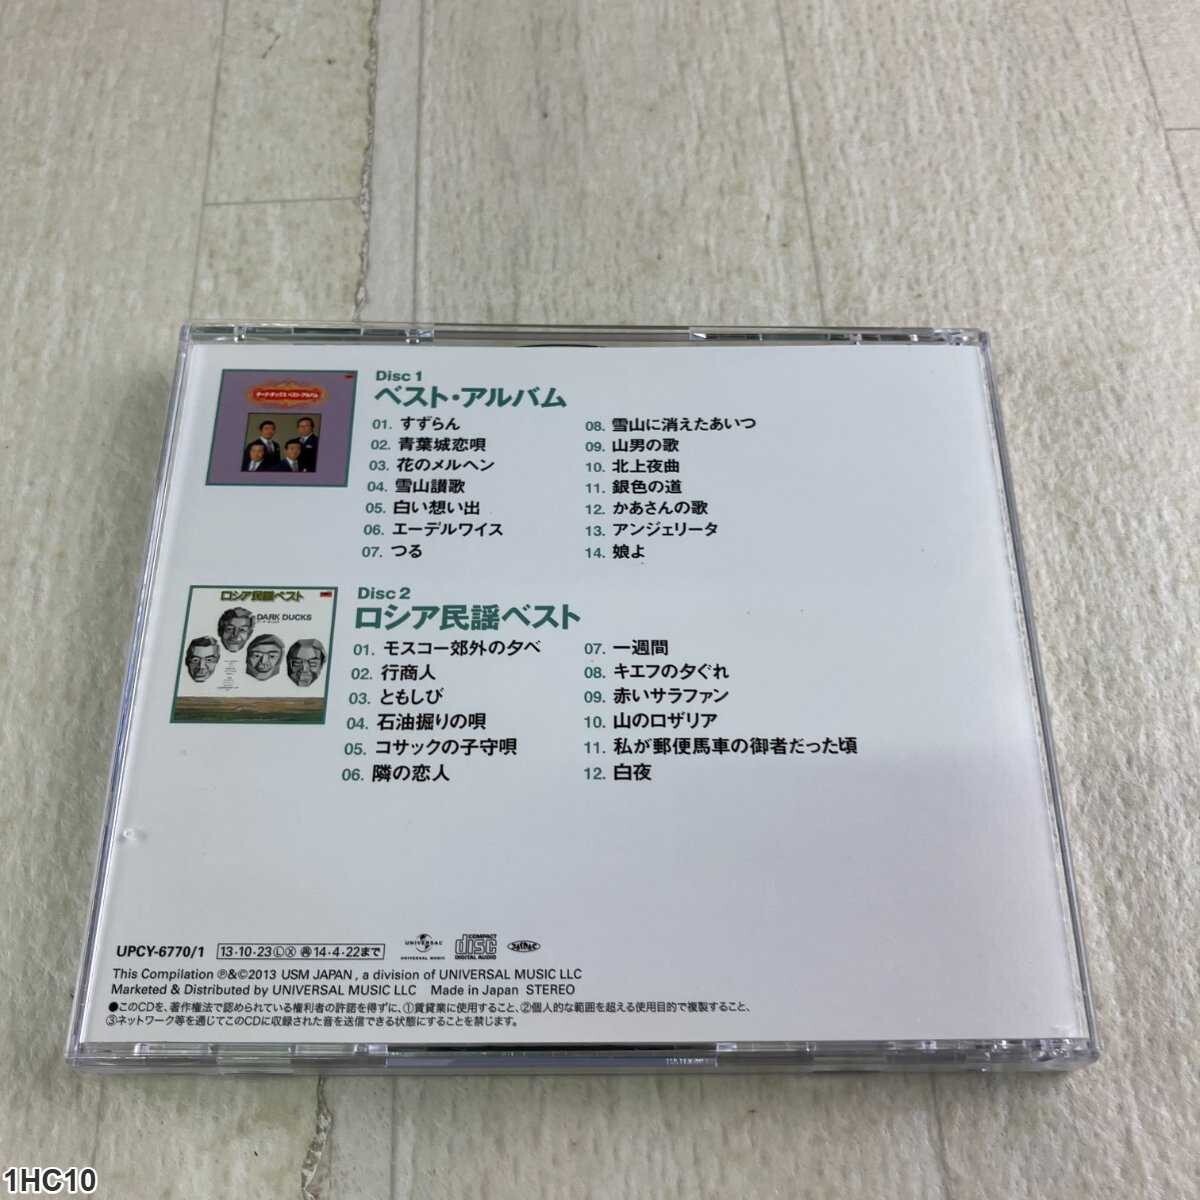 ダーク・ダックス ベスト・アルバム
Disc 1
ベスト・アルバム
01. すずらん
02. 青葉城恋唄
03. 花のメルヘン
04. 雪山讃歌
05. 白い想い出
06. エーデルワイス
07. つる
08. 雪山に消えたあいつ
09. 山男の歌
10. 北上夜曲
11. 銀色の道
12. かあさんの歌
13. アンジェリータ
14. 娘よ
ロシア民謡ベスト
DARK DUCKS
Disc 2
ロシア民謡ベスト
01. モスコー郊外の夕べ
02. 行商人
03. ともしび
04. 石油掘りの唄
05. コサックの子守唄
06. 隣の恋人
07. 一週間
08. キエフの夕ぐれ
09. 赤いサラファン
10. 山のロザリア
11. 私が郵便馬車の御者だった頃
12. 白夜
UPCY-6770/1 13・10・23ⓁⓍ 再14・4・22まで UNIVERSAL UNIVERSAL MUSIC COMPACT disc DIGITAL AUDIO
This Compilation ℗&©2013 USM JAPAN, a division of UNIVERSAL MUSIC LLC
Marketed & Distributed by UNIVERSAL MUSIC LLC Made in Japan STEREO
●このCDを、著作権法で認められている権利者の許諾を得ずに、①賃貸業に使用すること、②個人的な範囲を超える使用目的で複製すること、
③ネットワーク等を通じてこのCDに収録された音を送信できる状態にすることを禁じます。
1HC10